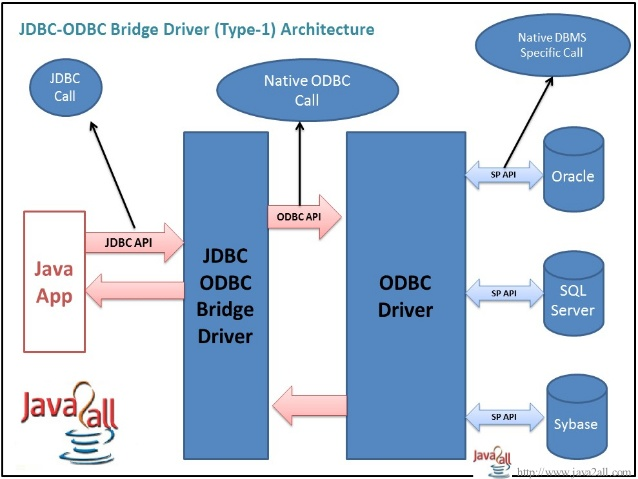 JDBC-ODBC Bridge Driver (Type-1) Architecture
Native DBMS
Specific Call
JDBC
Call
Native ODBC
Call
SP API
Oracle
ODBC API
JDBC API
Java
App
JDBC
ODBC
Bridge
Driver
ODBC
Driver
SP API
SQL
Server
SP API
Sybase
Java2all
Java2all
http://www.java2all.com